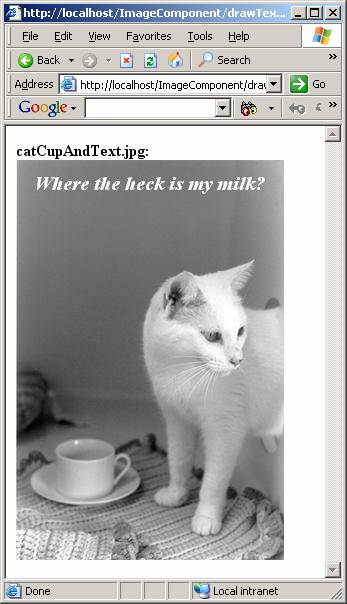 http://localhost/ImageComponent/drawTex...
File Edit View Favorites Tools Help
Back Search
Address http://localhost/ImageComponent/draw Go
Google
catCupAndText.jpg:
Where the heck is my milk?
Done Local intranet